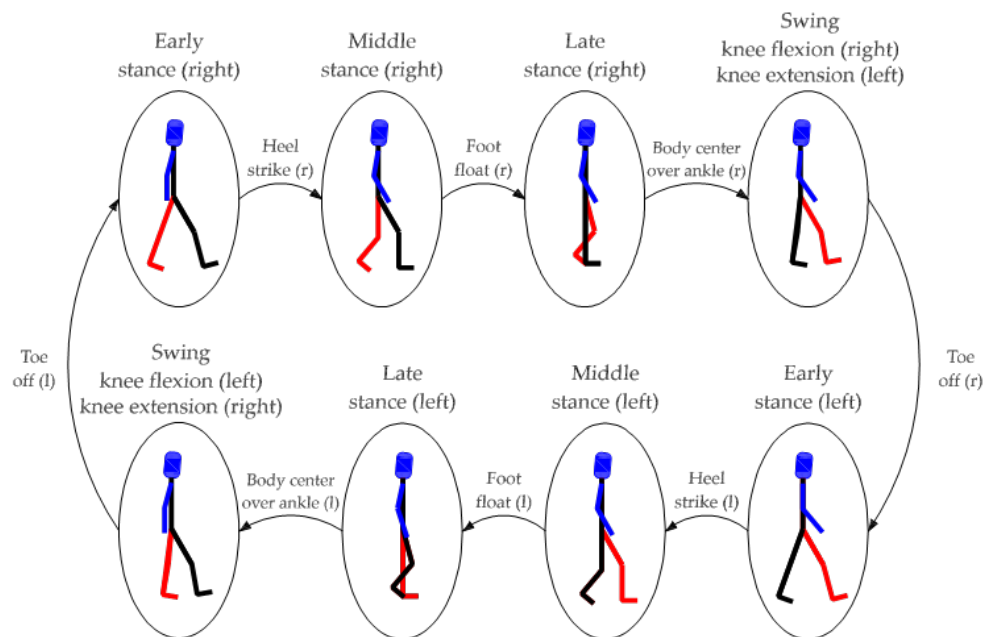 Early
stance (right)
Middle
stance (right)
Late
stance (right)
Swing
knee flexion (right)
knee extension (left)
Heel
strike (r)
Foot
float (r)
Body center
over ankle (r)
Toe
off (l)
Toe
off (r)
Swing
knee flexion (left)
knee extension (right)
Late
stance (left)
Middle
stance (left)
Early
stance (left)
Body center
over ankle (l)
Foot
float (l)
Heel
strike (l)